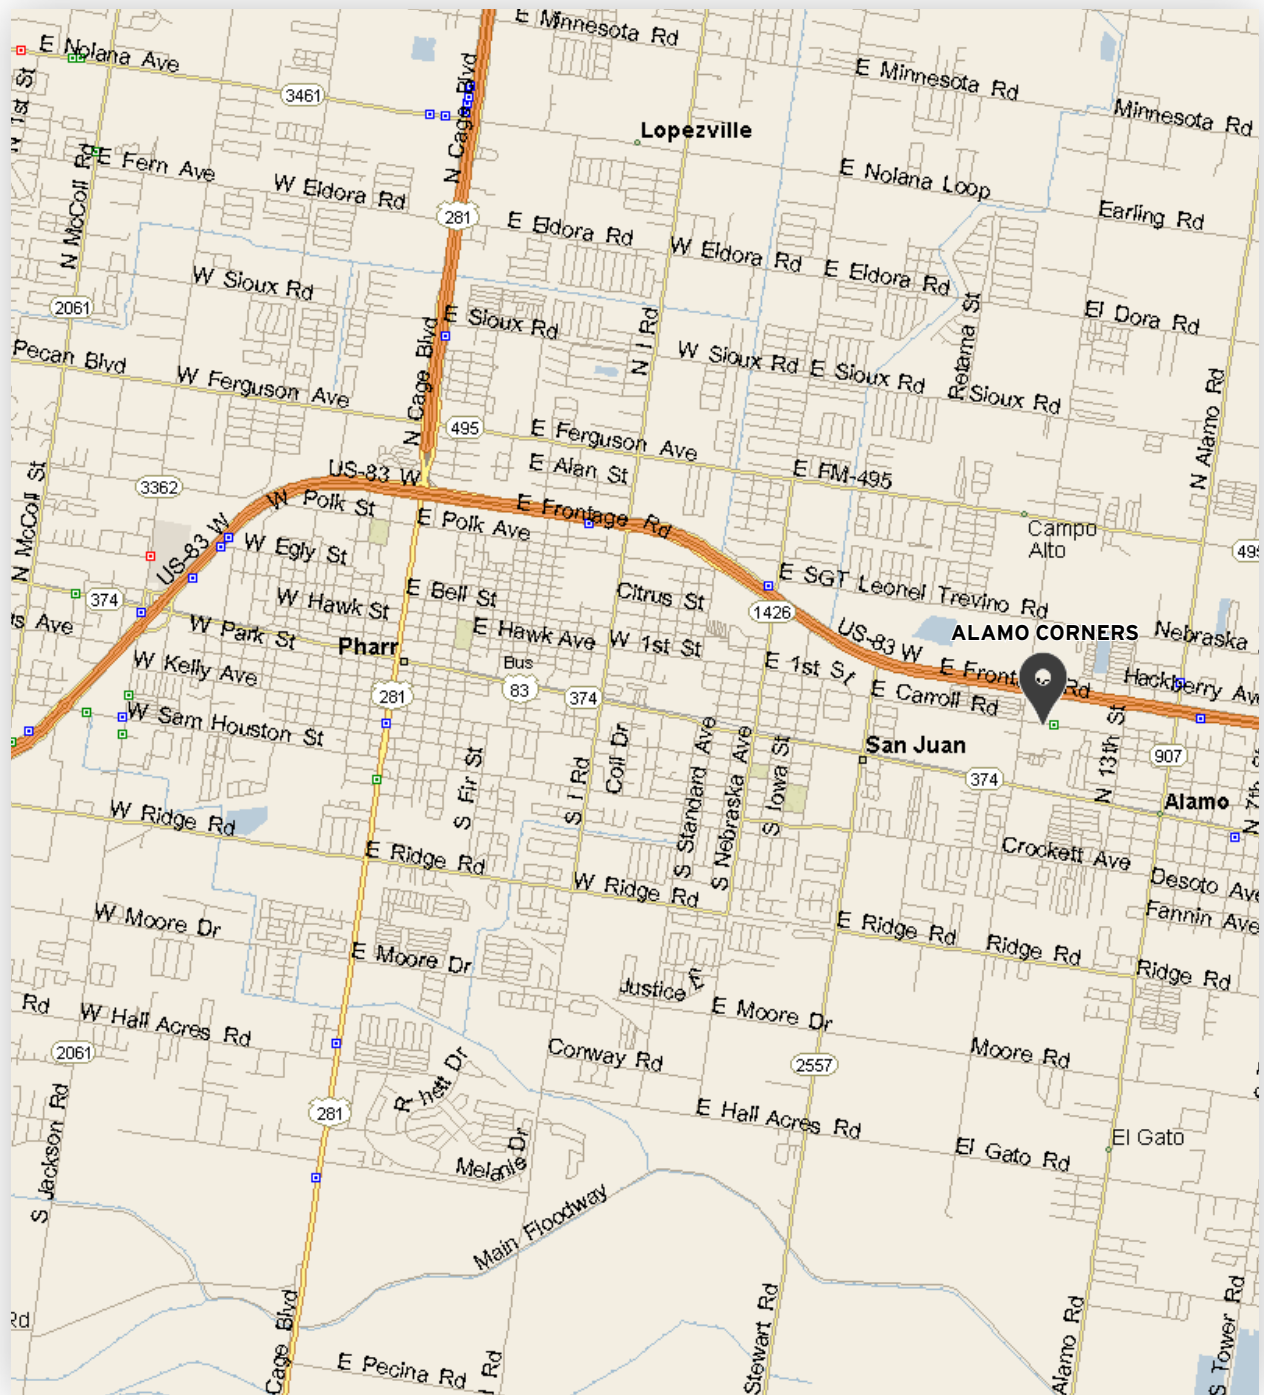 E Minnesota Rd
E Nolana Ave
N 1st St
3461
N Cage Blvd
E Minnesota Rd
Minnesota Rd
Lopezville
N McColl Rd
E Fern Ave
W Eldora Rd
E Nolana Loop
Earling Rd
281
E Eldora Rd
W Eldora Rd
E Eldora Rd
W Sioux Rd
2061
E Sioux Rd
N I Rd
Retama St
El Dora Rd
Pecan Blvd
W Ferguson Ave
N Cage Blvd
W Sioux Rd
E Sioux Rd
Sioux Rd
N Alamo Rd
495
E Ferguson Ave
E Alan St
E FM-495
US-83 W
3362
N McColl St
W Polk St
E Polk Ave
E Frontage Rd
Campo
Alto
495
US-83 W
W Egly St
374
W Hawk St
E Bell St
Citrus St
E SGT Leonel Trevino Rd
1426
ts Ave
W Park St
E Hawk Ave
W 1st St
US-83 W
ALAMO CORNERS
Nebraska
Pharr
W Kelly Ave
Bus
83
E 1st St
E Carroll Rd
Hackberry Ave
281
374
W Sam Houston St
S Fir St
S I Rd
Coll Dr
S Standard Ave
S Nebraska Ave
S Iowa St
San Juan
374
N 13th St
907
Alamo
N 7th St
W Ridge Rd
E Ridge Rd
W Ridge Rd
Crockett Ave
Desoto Ave
Fannin Ave
W Moore Dr
E Moore Dr
E Ridge Rd
Ridge Rd
Ridge Rd
Justice Ln
E Moore Dr
Rd
W Hall Acres Rd
2061
Conway Rd
Moore Rd
2557
S Jackson Rd
281
E Hall Acres Rd
El Gato Rd
El Gato
Melanie Dr
Main Floodway
Rd
Cage Blvd
E Pecina Rd
I Rd
Stewart Rd
Alamo Rd
S Tower Rd